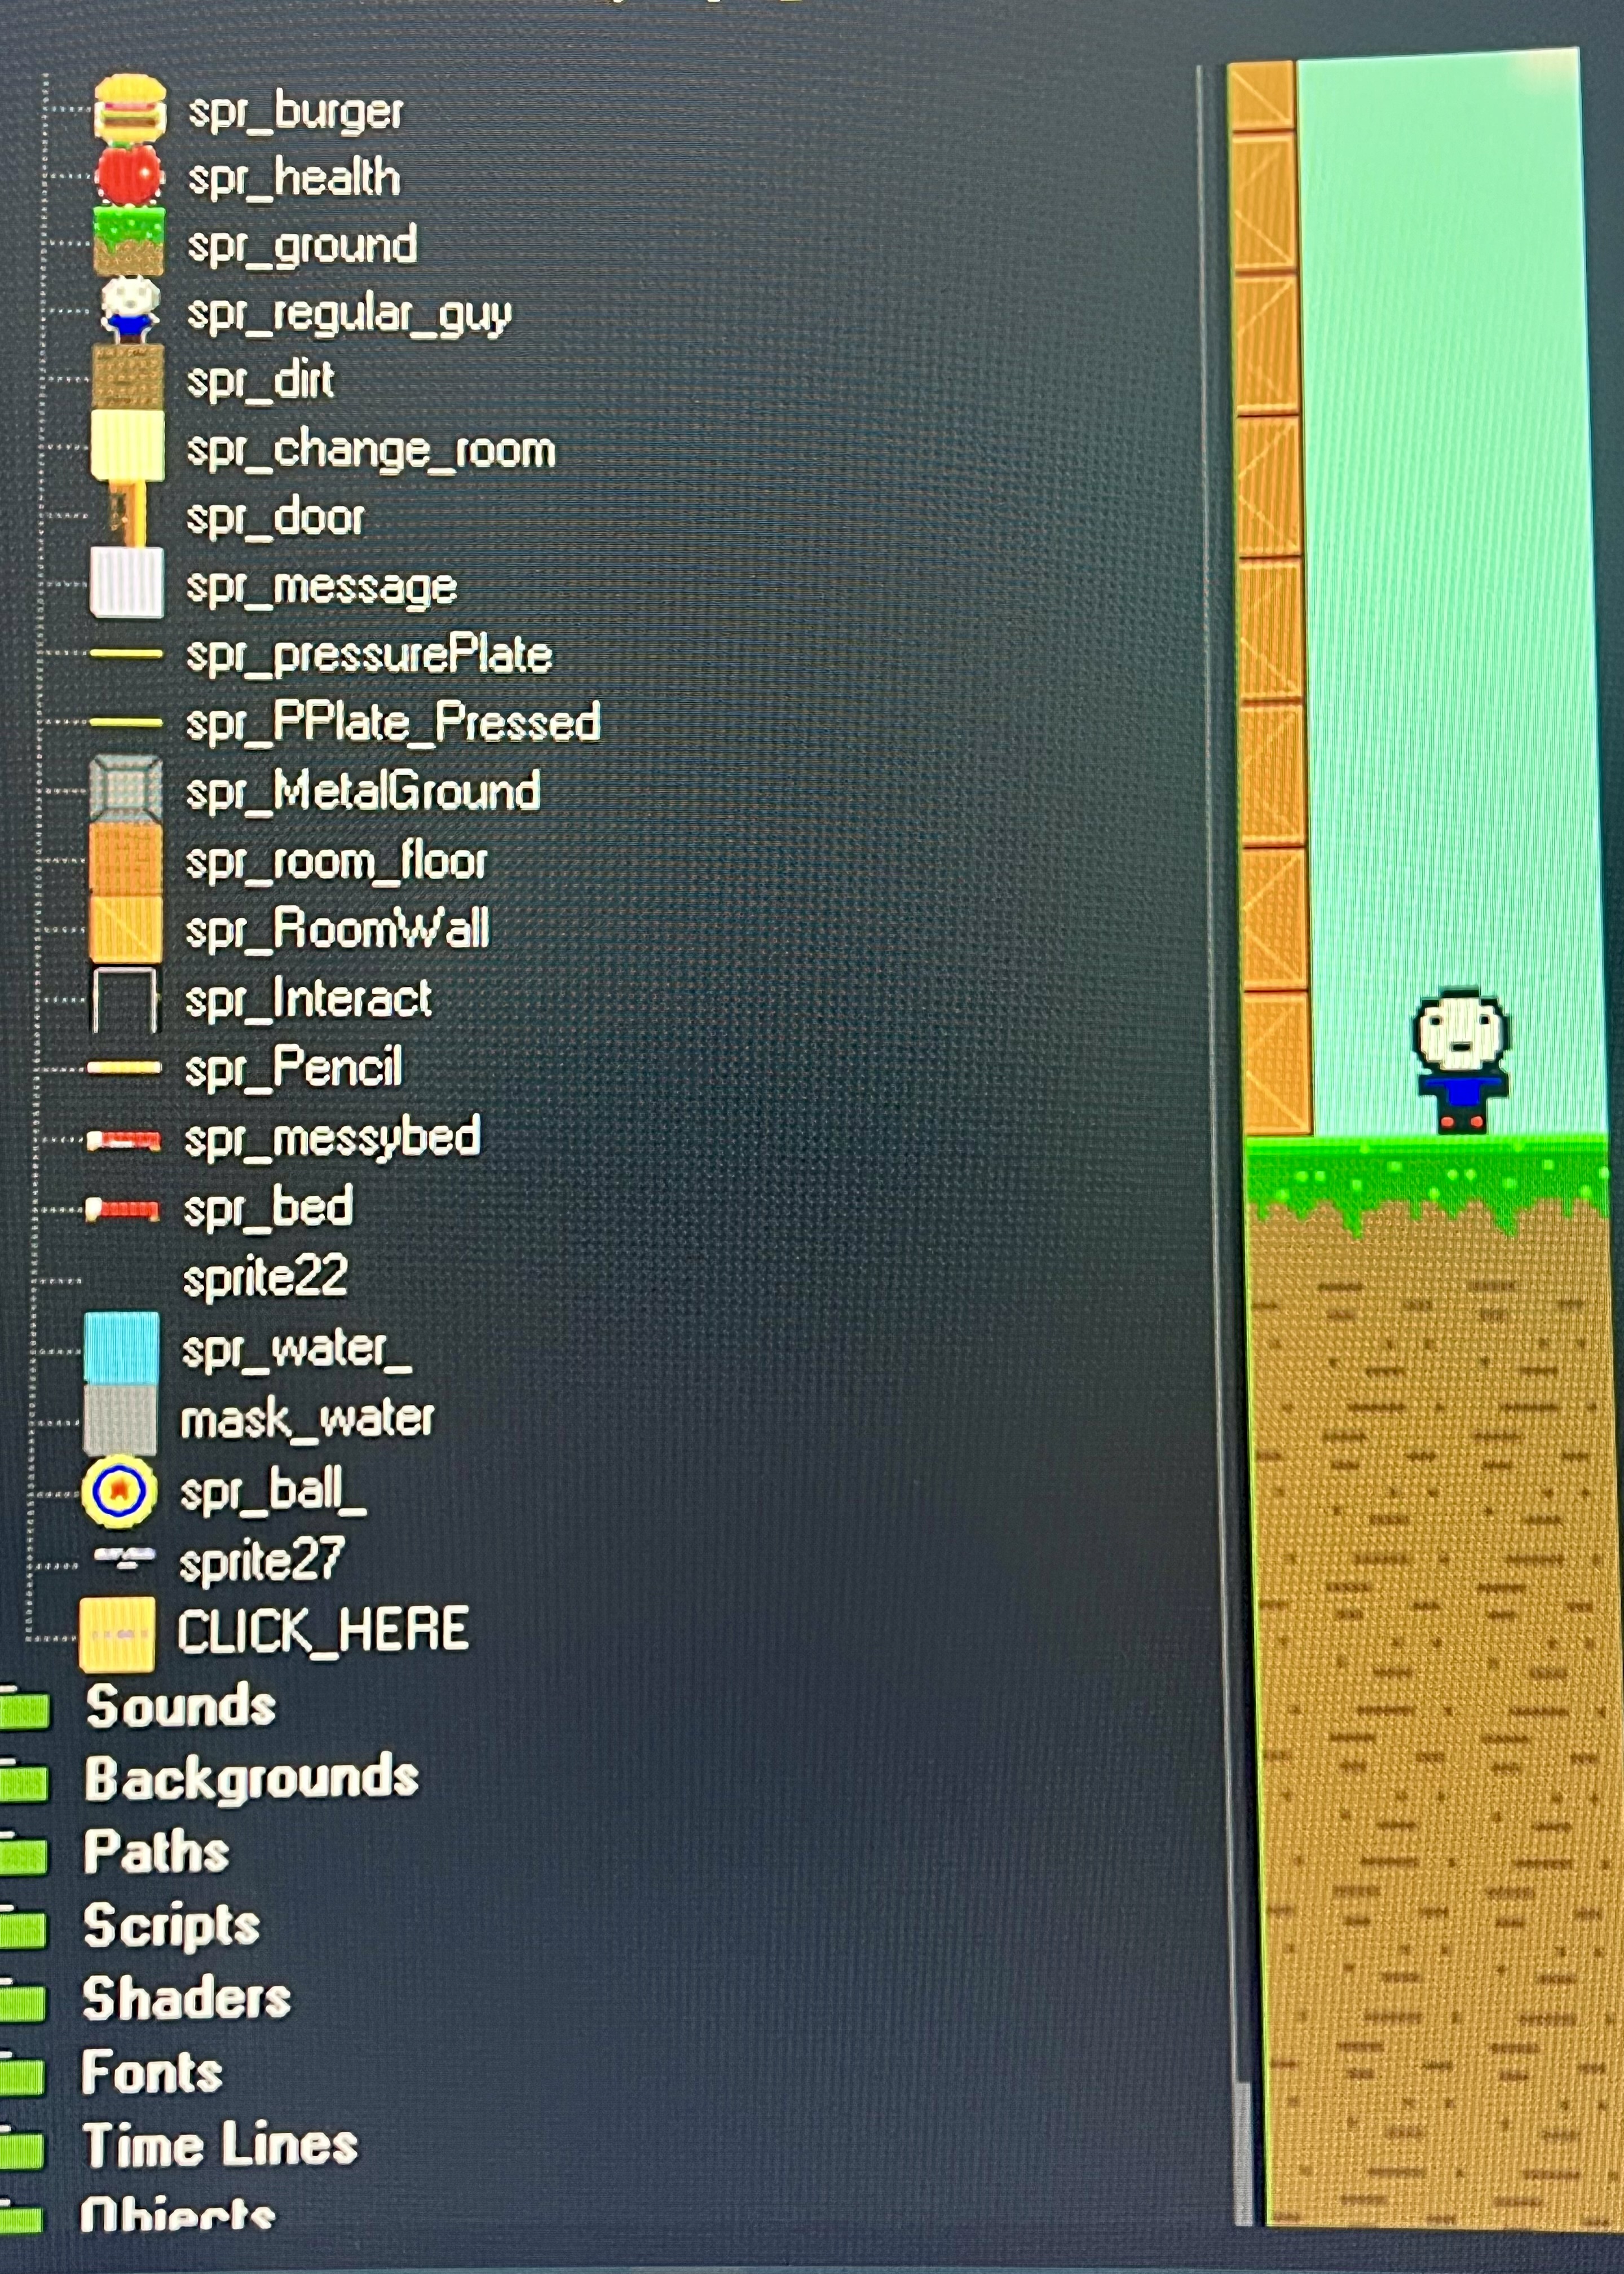 spr_burger
spr_health
spr_ground
spr_regular_guy
spr_dirt
spr_change_room
spr_door
spr_message
spr_pressurePlate
spr_PPlate_Pressed
spr_MetalGround
spr_room_floor
spr_RoomWall
spr_Interact
spr_Pencil
spr_messybed
spr_bed
sprite22
spr_water_
mask_water
spr_ball_
sprite27
CLICK_HERE
Sounds
Backgrounds
Paths
Scripts
Shaders
Fonts
Time Lines
Objects